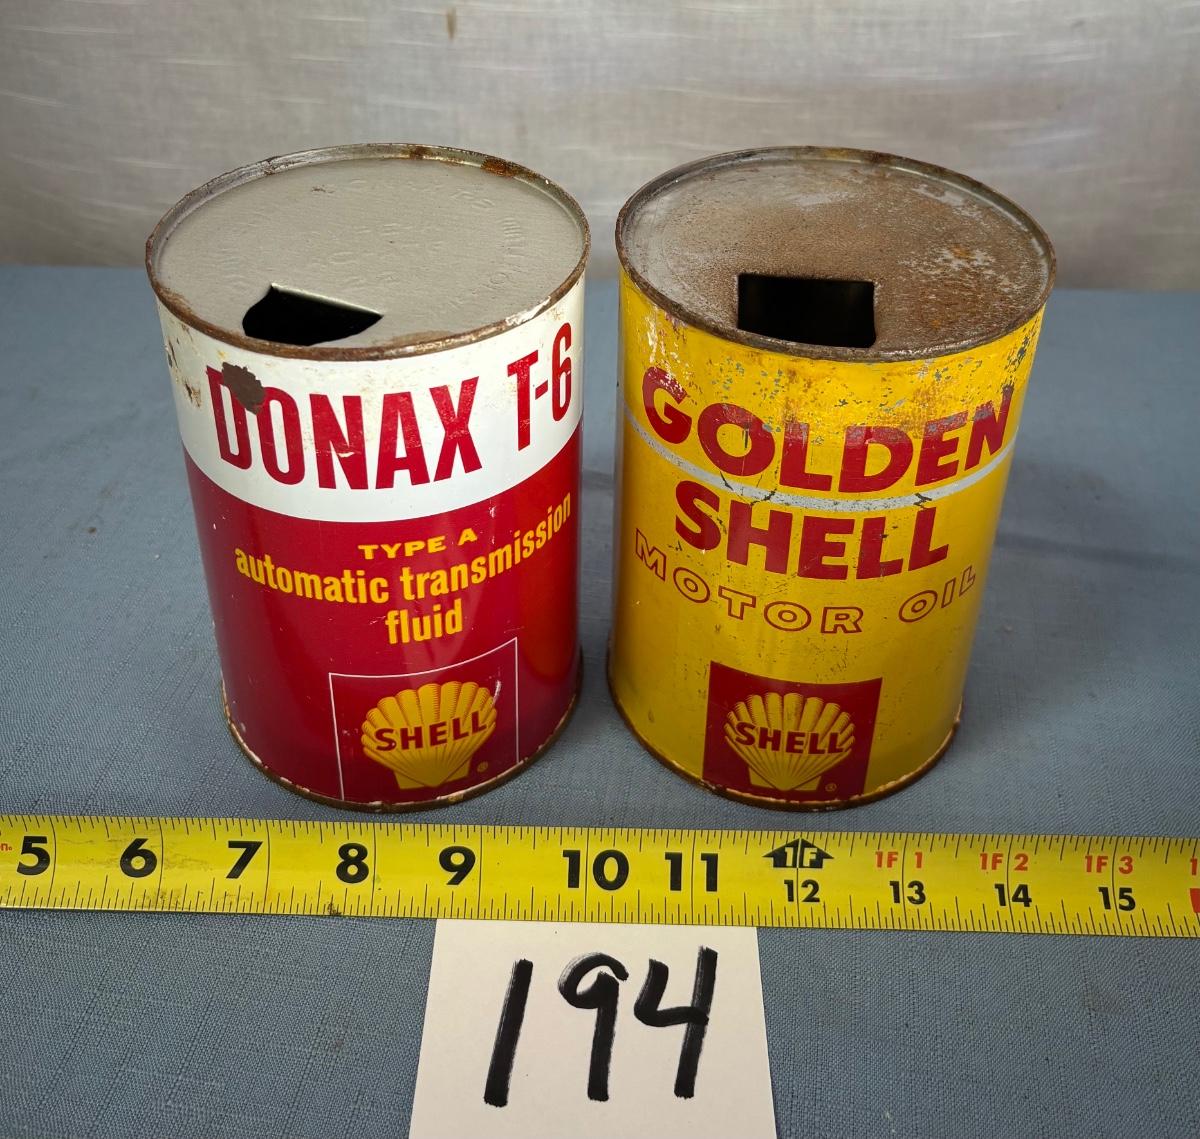 DONAX T-6
TYPE A
automatic transmission
fluid
SHELL
®
GOLDEN
SHELL
MOTOR OIL
SHELL
®
5 6 7 8 9 10 11 1F 1F 1 1F 2 1F 3
12 13 14 15
194